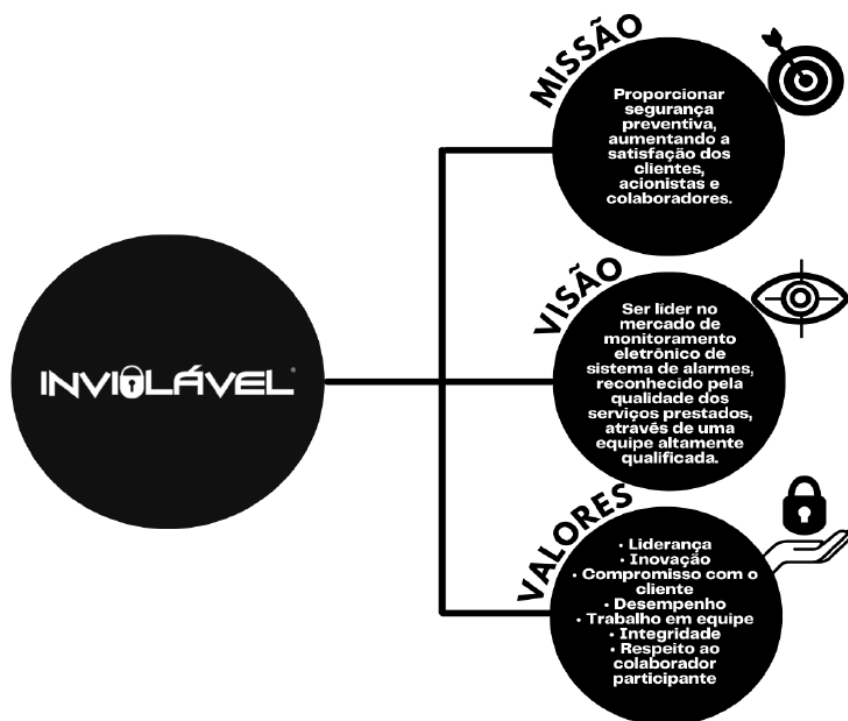 INVIOLÁVEL
MISSÃO
Proporcionar
segurança
preventiva,
aumentando a
satisfação dos
clientes,
acionistas e
colaboradores.
VISÃO
Ser líder no
mercado de
monitoramento
eletrônico de
sistema de alarmes,
reconhecido pela
qualidade dos
serviços prestados,
através de uma
equipe altamente
qualificada.
VALORES
• Liderança
• Inovação
• Compromisso com o
cliente
• Desempenho
• Trabalho em equipe
• Integridade
• Respeito ao
colaborador
participante